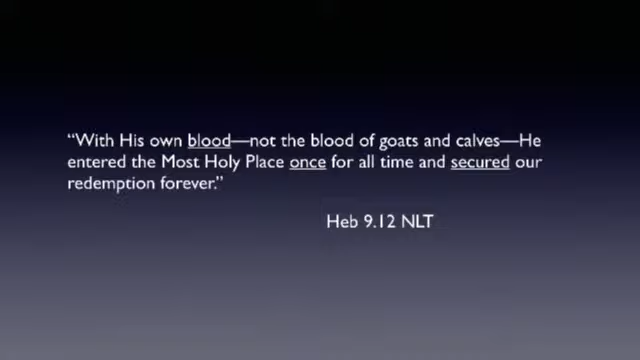 “With His own blood—not the blood of goats and calves—He
entered the Most Holy Place once for all time and secured our
redemption forever.”
Heb 9.12 NLT